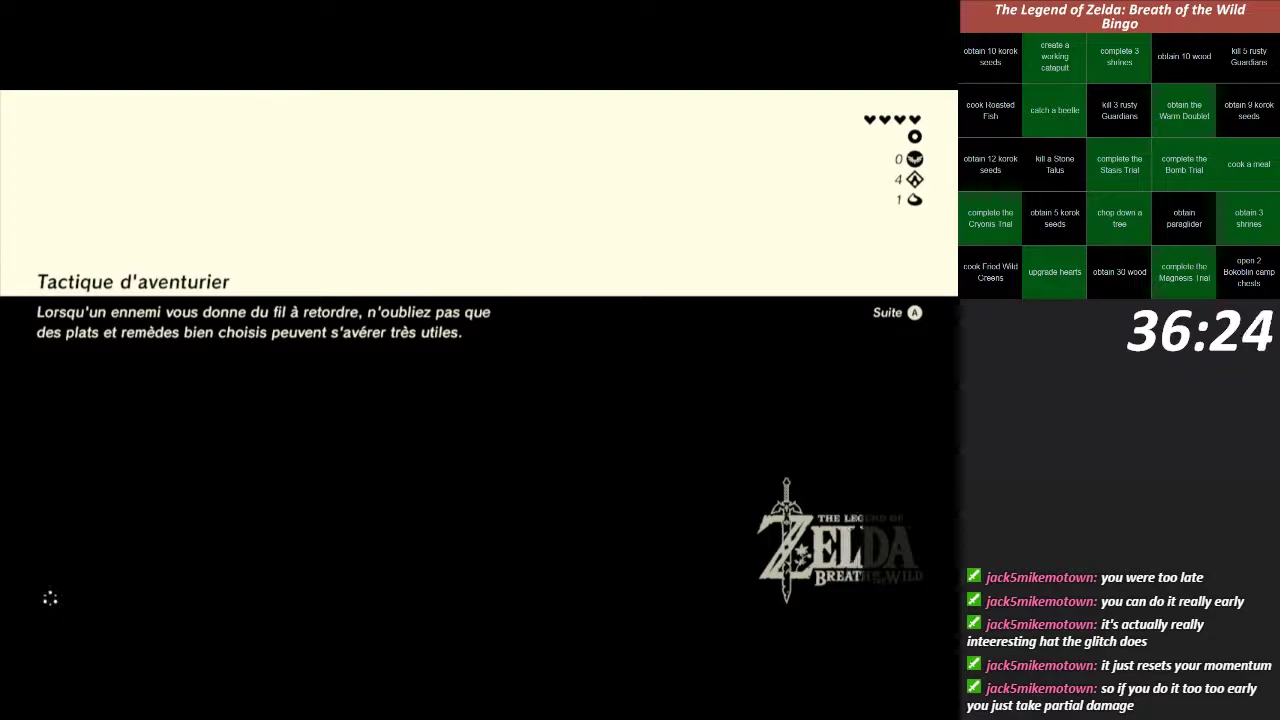 The Legend of Zelda: Breath of the Wild
Bingo
obtain 10 korok
seeds
create a
working
catapult
complete 3
shrines
obtain 10 wood
kill 5 rusty
Guardians
cook Roasted
Fish
catch a beetle
kill 3 rusty
Guardians
obtain the
Warm Doublet
obtain 9 korok
seeds
obtain 12 korok
seeds
kill a Stone
Talus
complete the
Stasis Trial
complete the
Bomb Trial
cook a meal
complete the
Cryonis Trial
obtain 5 korok
seeds
chop down a
tree
obtain
paraglider
obtain 3
shrines
cook Fried Wild
Greens
upgrade hearts
obtain 30 wood
complete the
Magnesis Trial
open 2
Bokoblin camp
chests
36:24
0
4
1
Tactique d'aventurier
Lorsqu'un ennemi vous donne du fil à retordre, n'oubliez pas que
des plats et remèdes bien choisis peuvent s'avérer très utiles.
Suite A
THE LEGEND OF
ZELDA
BREATH OF THE WILD
jack5mikemotown: you were too late
jack5mikemotown: you can do it really early
jack5mikemotown: it's actually really
inteeresting hat the glitch does
jack5mikemotown: it just resets your momentum
jack5mikemotown: so if you do it too too early
you just take partial damage